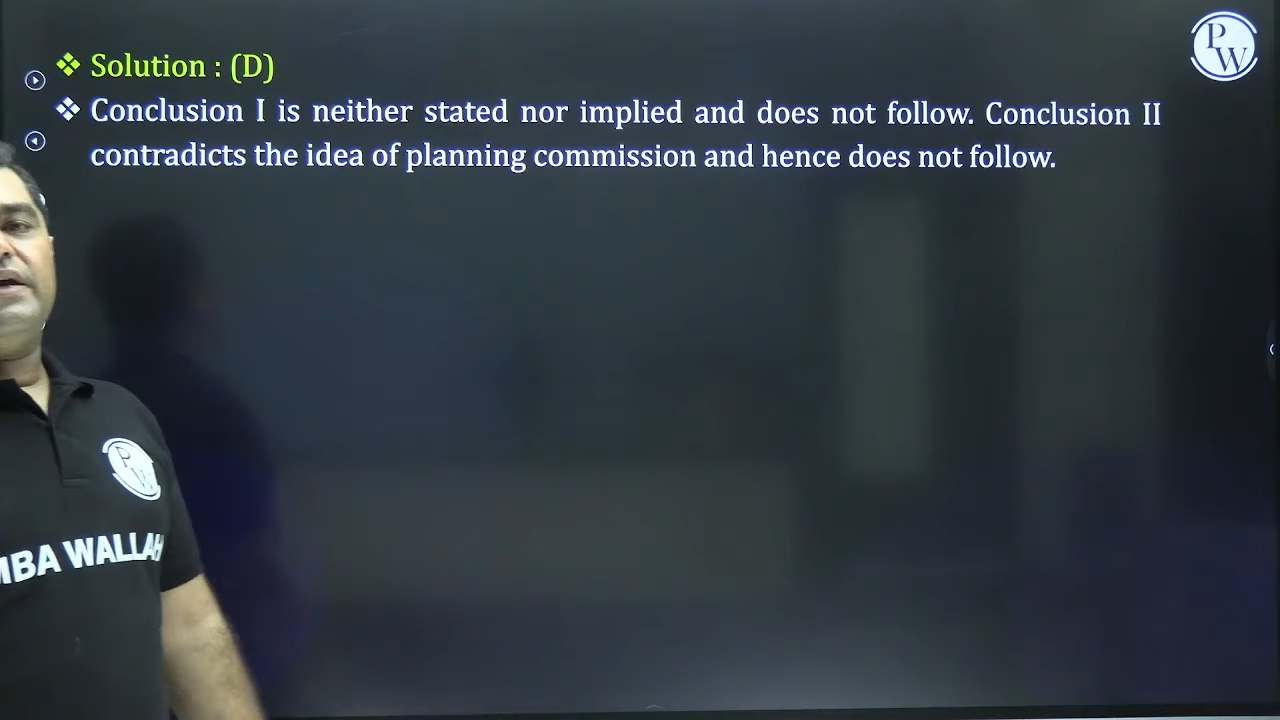 PW
❖ Solution : (D)
❖ Conclusion I is neither stated nor implied and does not follow. Conclusion II
contradicts the idea of planning commission and hence does not follow.
PW
MBA WALLAH